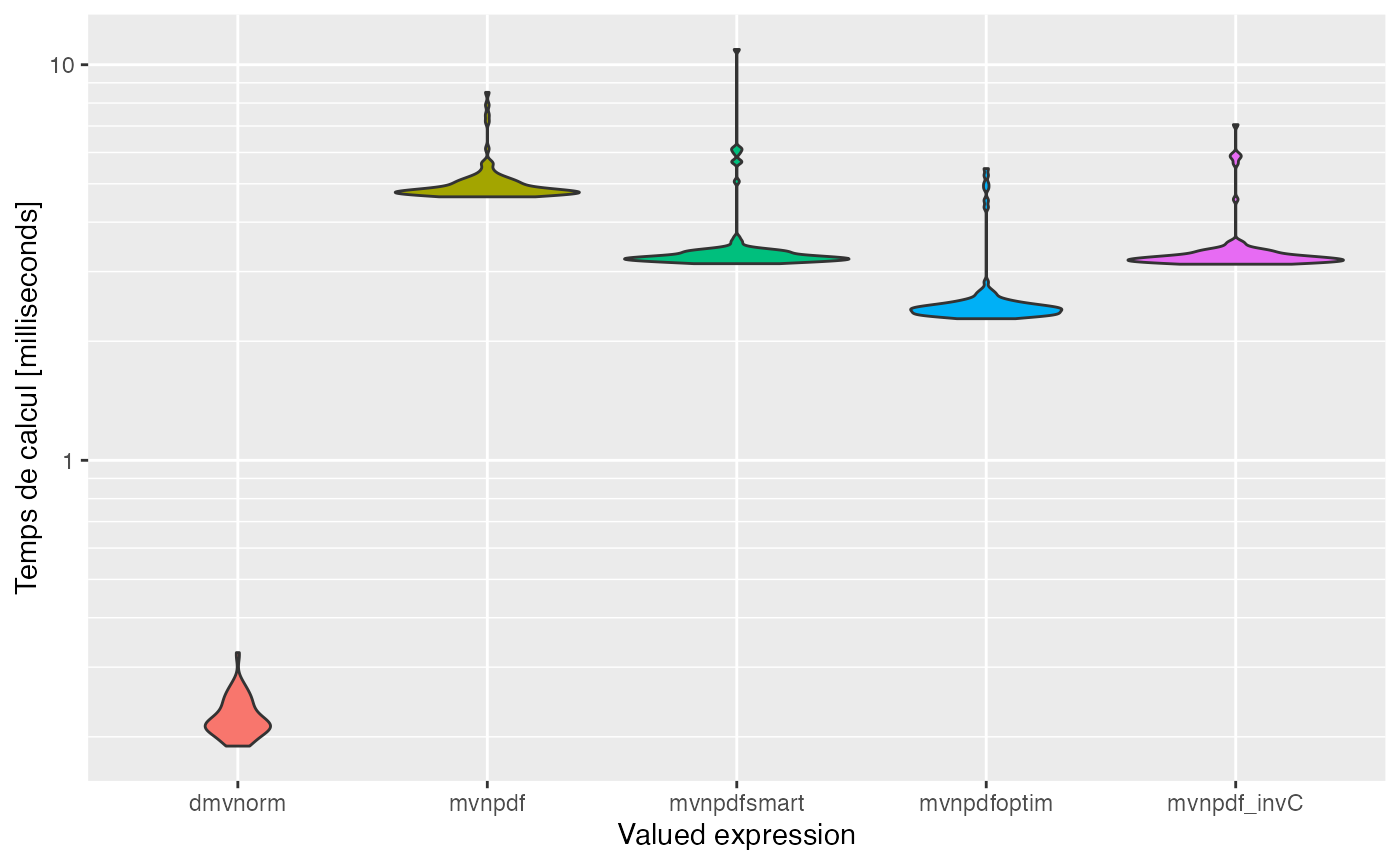 10
1
Temps de calcul [milliseconds]
dmvnorm
mvnpdf
mvnpdfsmart
mvnpdfoptim
mvnpdf_invC
Valued expression